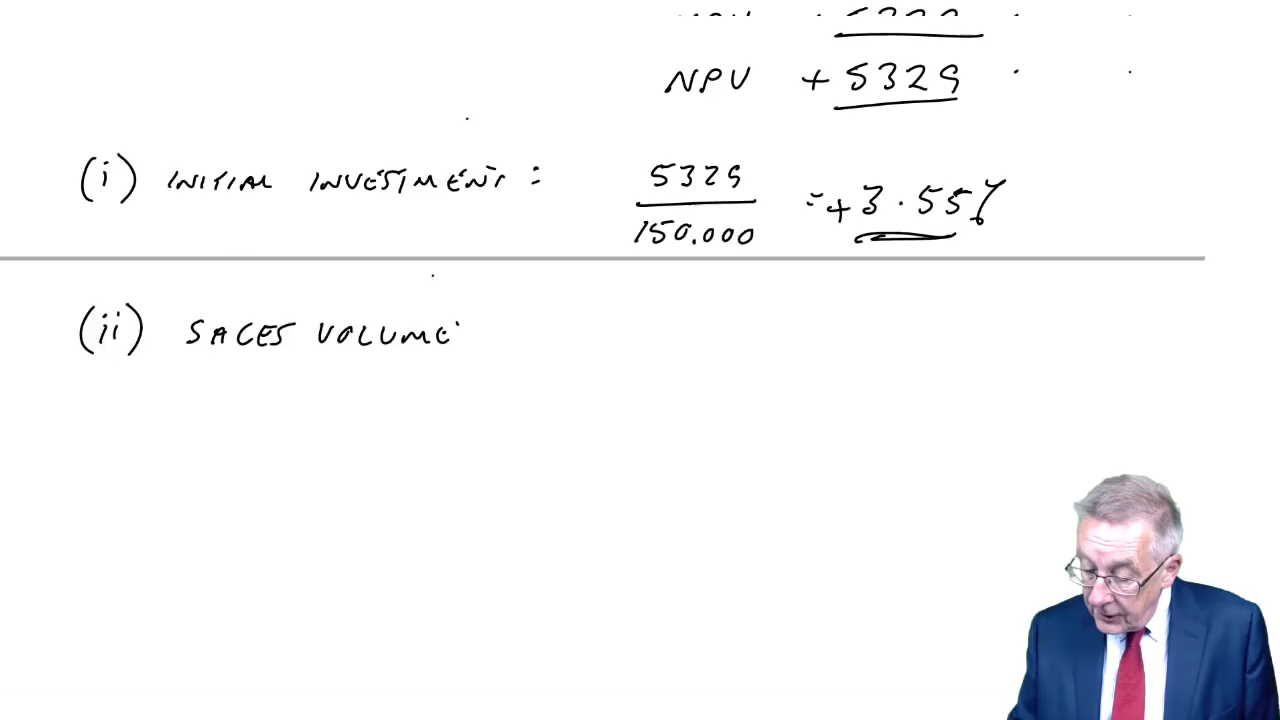 NPV + 5329
(i) INITIAL INVESTMENT = 5329 / 150,000 = + 3.55%
(ii) SALES VOLUME